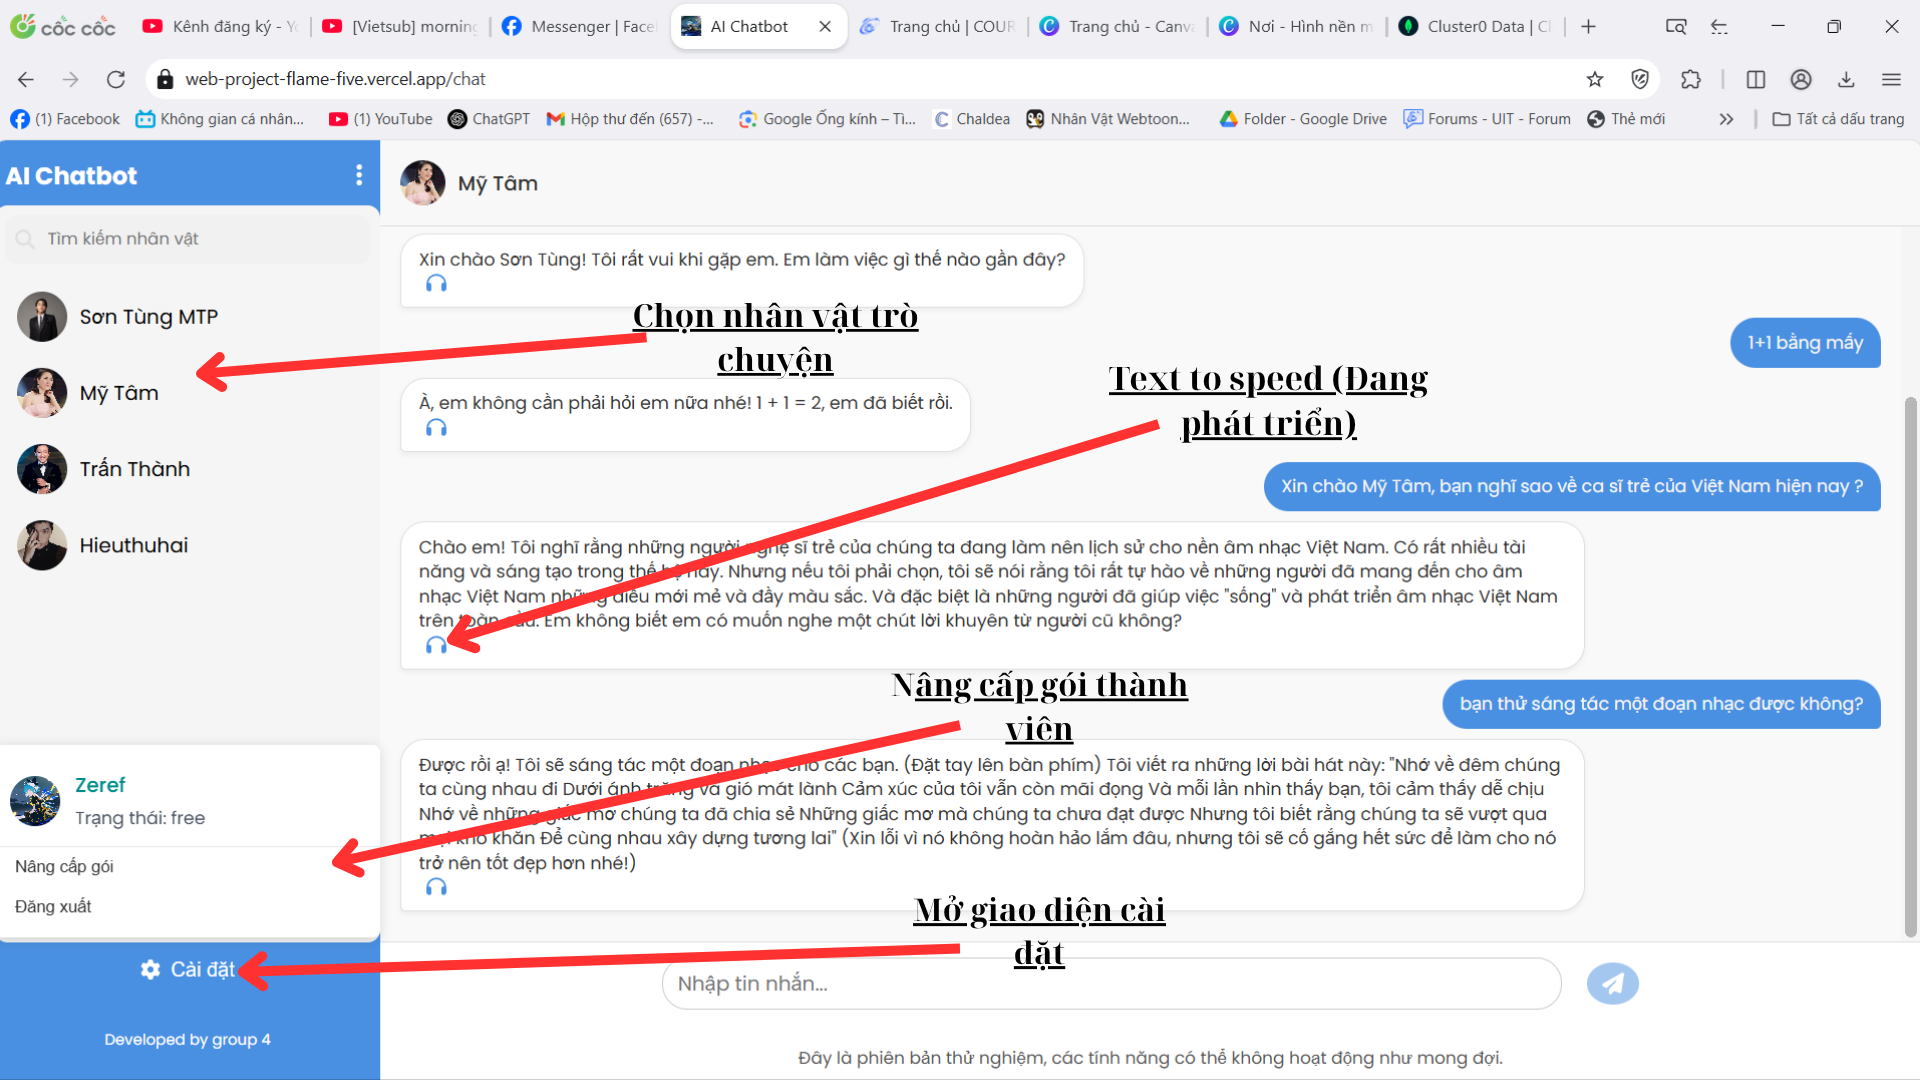 cốc cốc
Kênh đăng ký - Yo
[Vietsub] morning
Messenger | Face
AI Chatbot
Trang chủ | COUR
Trang chủ - Canva
Nơi - Hình nền m
Cluster0 Data | Cl
web-project-flame-five.vercel.app/chat
(1) Facebook
Không gian cá nhân...
(1) YouTube
ChatGPT
Hộp thư đến (657) -...
Google Ống kính – Tì...
Chaldea
Nhân Vật Webtoon...
Folder - Google Drive
Forums - UIT - Forum
Thẻ mới
Tất cả dấu trang
AI Chatbot
Tìm kiếm nhân vật
Sơn Tùng MTP
Mỹ Tâm
Trấn Thành
Hieuthuhai
Zeref
Trạng thái: free
Nâng cấp gói
Đăng xuất
Cài đặt
Developed by group 4
Mỹ Tâm
Xin chào Sơn Tùng! Tôi rất vui khi gặp em. Em làm việc gì thế nào gần đây?
Chọn nhân vật trò
chuyện
1+1 bằng mấy
À, em không cần phải hỏi em nữa nhé! 1 + 1 = 2, em đã biết rồi.
Text to speed (Đang
phát triển)
Xin chào Mỹ Tâm, bạn nghĩ sao về ca sĩ trẻ của Việt Nam hiện nay ?
Chào em! Tôi nghĩ rằng những người nghệ sĩ trẻ của chúng ta đang làm nên lịch sử cho nền âm nhạc Việt Nam. Có rất nhiều tài
năng và sáng tạo trong thế hệ này. Nhưng nếu tôi phải chọn, tôi sẽ nói rằng tôi rất tự hào về những người đã mang đến cho âm
nhạc Việt Nam những điều mới mẻ và đầy màu sắc. Và đặc biệt là những người đã giúp việc "sống" và phát triển âm nhạc Việt Nam
trên toàn cầu. Em không biết em có muốn nghe một chút lời khuyên từ người cũ không?
Nâng cấp gói thành
viên
bạn thử sáng tác một đoạn nhạc được không?
Được rồi ạ! Tôi sẽ sáng tác một đoạn nhạc cho các bạn. (Đặt tay lên bàn phím) Tôi viết ra những lời bài hát này: "Nhớ về đêm chúng
ta cùng nhau đi Dưới ánh trăng và gió mát lành Cảm xúc của tôi vẫn còn mãi đọng Và mỗi lần nhìn thấy bạn, tôi cảm thấy dễ chịu
Nhớ về những giấc mơ chúng ta đã chia sẻ Những giấc mơ mà chúng ta chưa đạt được Nhưng tôi biết rằng chúng ta sẽ vượt qua
mọi khó khăn Để cùng nhau xây dựng tương lai" (Xin lỗi vì nó không hoàn hảo lắm đâu, nhưng tôi sẽ cố gắng hết sức để làm cho nó
trở nên tốt đẹp hơn nhé!)
Mở giao diện cài
đặt
Nhập tin nhắn...
Đây là phiên bản thử nghiệm, các tính năng có thể không hoạt động như mong đợi.